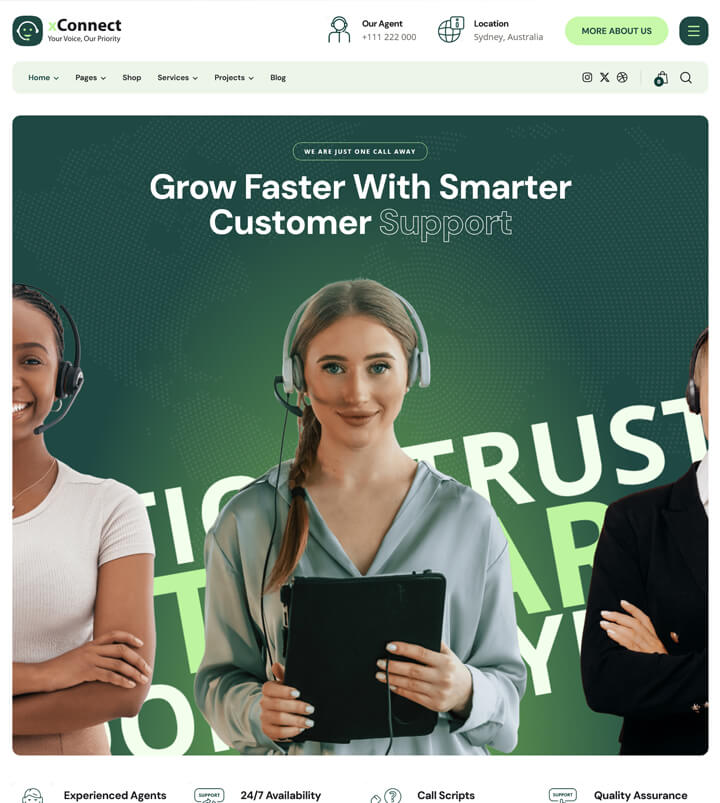 xConnect
Your Voice, Our Priority
Our Agent
+111 222 000
Location
Sydney, Australia
MORE ABOUT US
Home
Pages
Shop
Services
Projects
Blog
0
WE ARE JUST ONE CALL AWAY
Grow Faster With Smarter
Customer Support
TRUST
Experienced Agents
SUPPORT
24/7 Availability
Call Scripts
SUPPORT
Quality Assurance